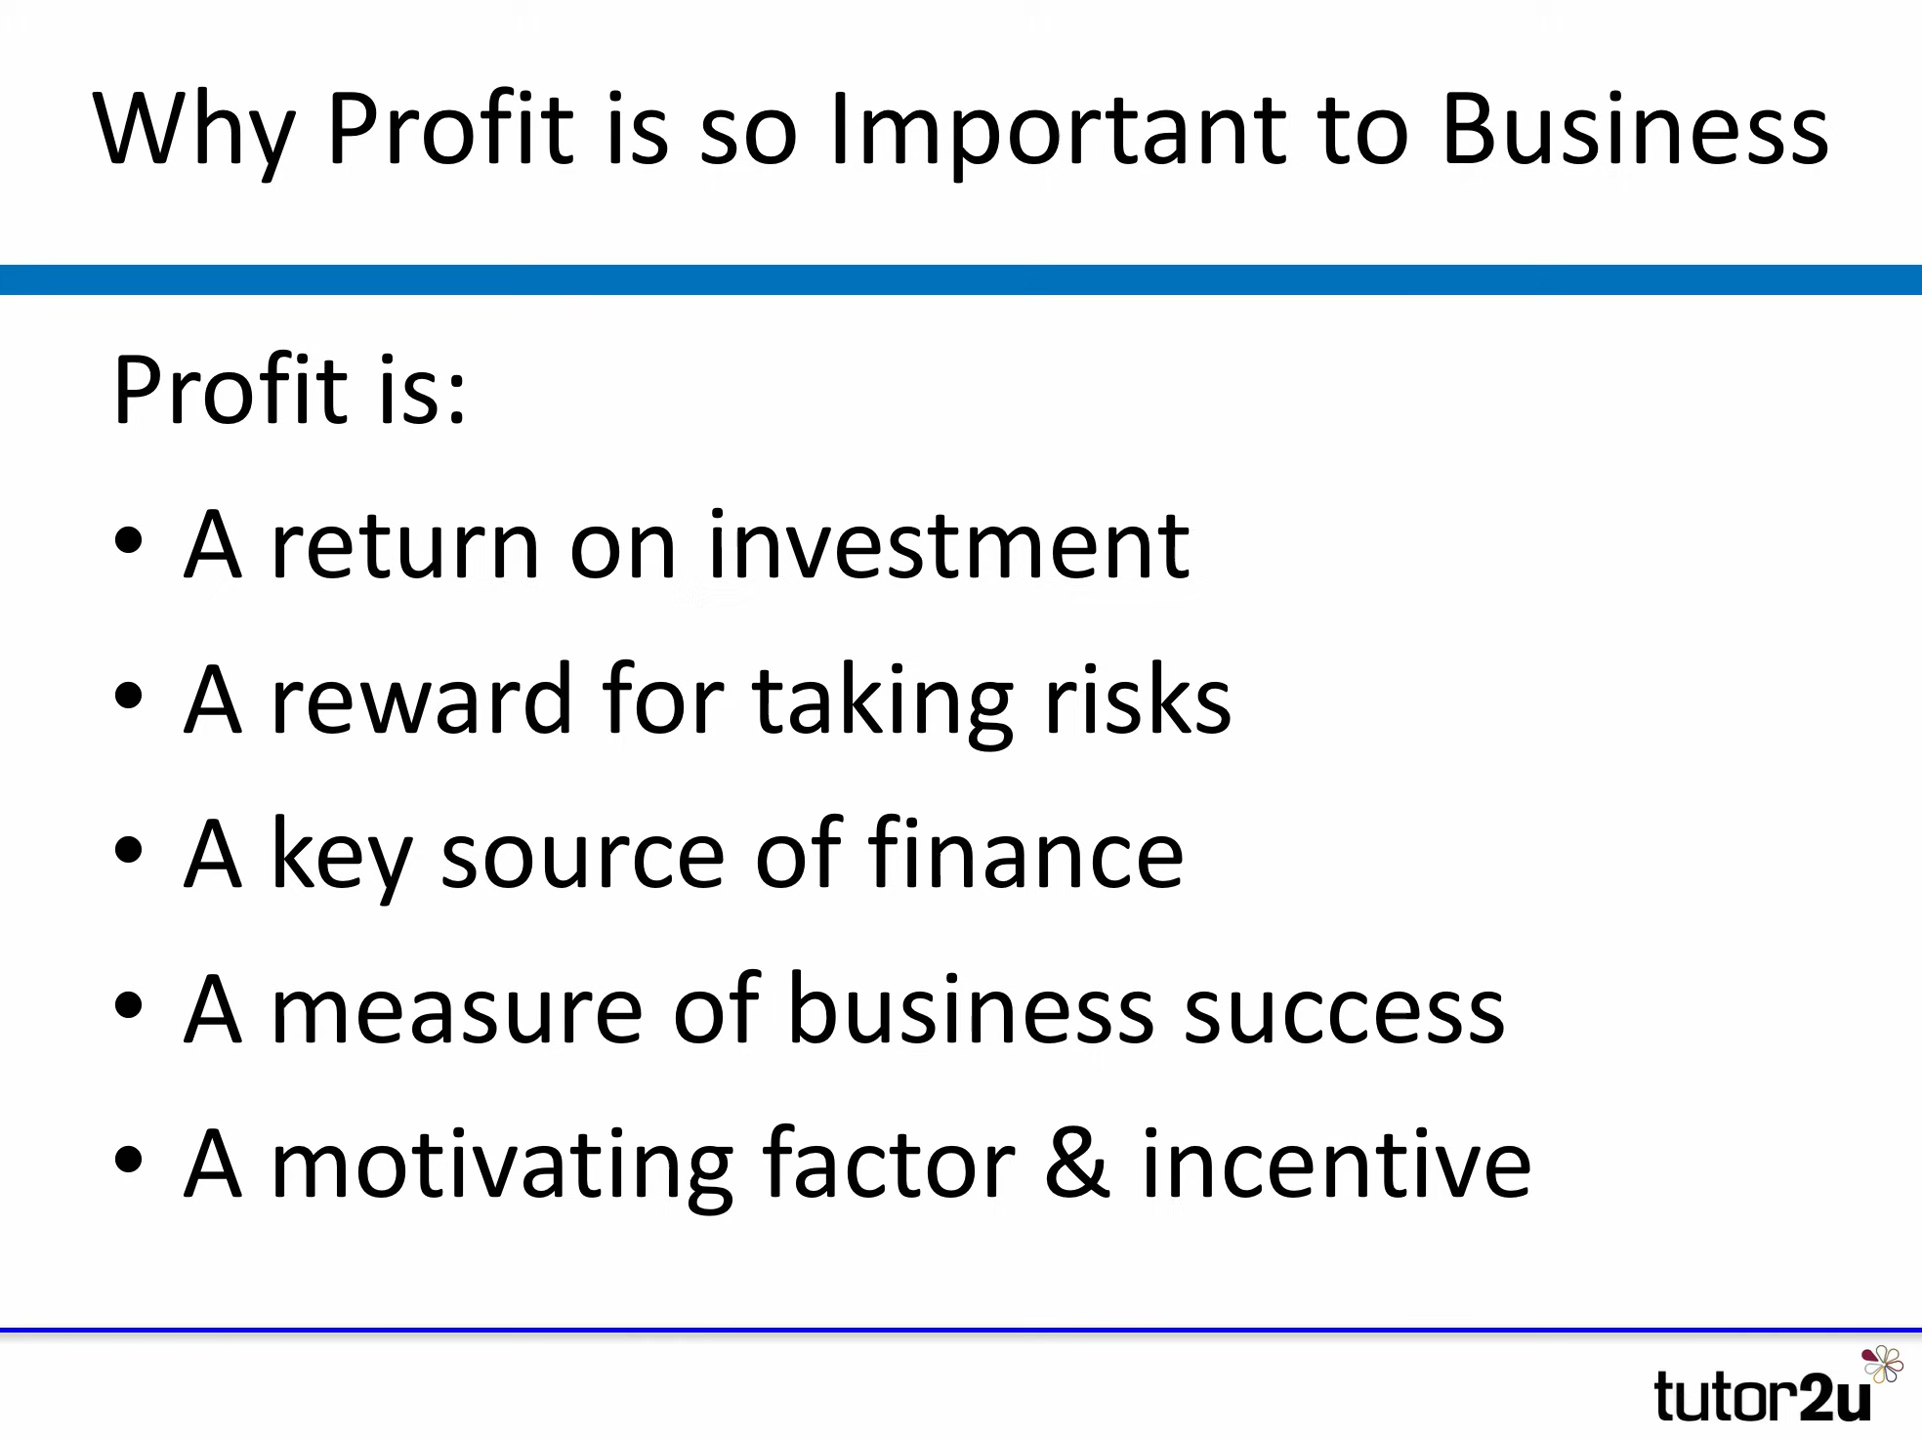 Why Profit is so Important to Business
Profit is:
• A return on investment
• A reward for taking risks
• A key source of finance
• A measure of business success
• A motivating factor & incentive
tutor2u